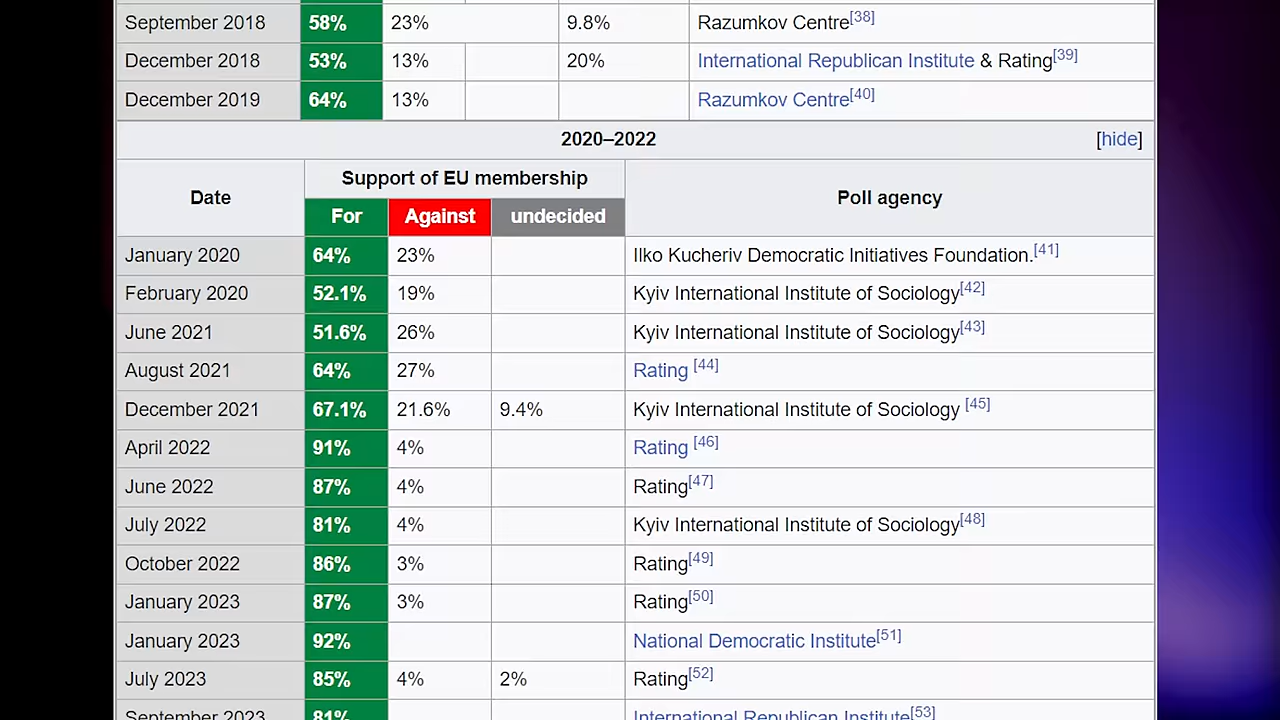 September 2018 58% 23% 9.8% Razumkov Centre[38]
December 2018 53% 13% 20% International Republican Institute & Rating[39]
December 2019 64% 13% Razumkov Centre[40]
2020–2022 [hide]
Date Support of EU membership Poll agency
For Against undecided
January 2020 64% 23% Ilko Kucheriv Democratic Initiatives Foundation.[41]
February 2020 52.1% 19% Kyiv International Institute of Sociology[42]
June 2021 51.6% 26% Kyiv International Institute of Sociology[43]
August 2021 64% 27% Rating [44]
December 2021 67.1% 21.6% 9.4% Kyiv International Institute of Sociology [45]
April 2022 91% 4% Rating [46]
June 2022 87% 4% Rating[47]
July 2022 81% 4% Kyiv International Institute of Sociology[48]
October 2022 86% 3% Rating[49]
January 2023 87% 3% Rating[50]
January 2023 92% National Democratic Institute[51]
July 2023 85% 4% 2% Rating[52]
September 2023 81% International Republican Institute[53]